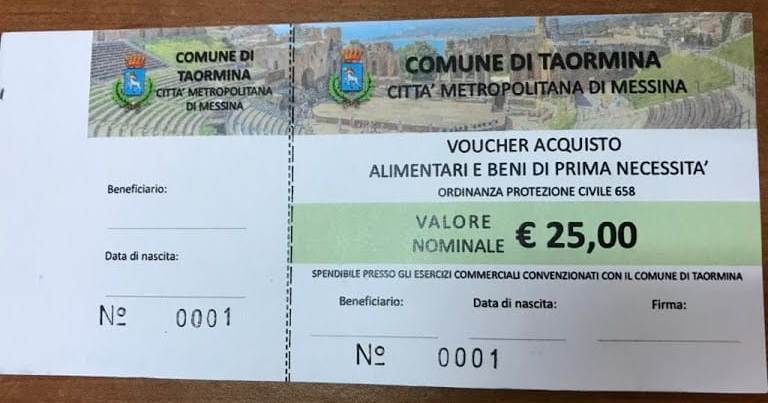 COMUNE DI
TAORMINA
CITTA' METROPOLITANA
DI MESSINA
Beneficiario:
Data di nascita:
Nº 0001
COMUNE DI TAORMINA
CITTA' METROPOLITANA DI MESSINA
VOUCHER ACQUISTO
ALIMENTARI E BENI DI PRIMA NECESSITA'
ORDINANZA PROTEZIONE CIVILE 658
VALORE
NOMINALE € 25,00
SPENDIBILE PRESSO GLI ESERCIZI COMMERCIALI CONVENZIONATI CON IL COMUNE DI TAORMINA
Beneficiario: Data di nascita: Firma:
Nº 0001